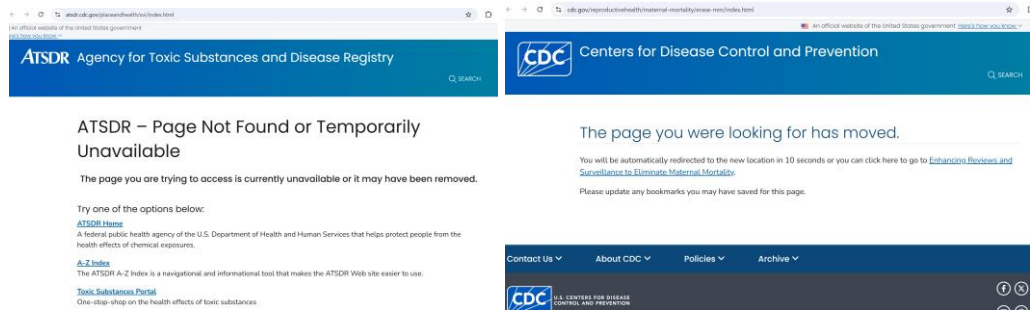 atsdr.cdc.gov/placeandhealth/svi/index.html
An official website of the United States government
Here's how you know
ATSDR Agency for Toxic Substances and Disease Registry
SEARCH
ATSDR – Page Not Found or Temporarily
Unavailable
The page you are trying to access is currently unavailable or it may have been removed.
Try one of the options below:
ATSDR Home
A federal public health agency of the U.S. Department of Health and Human Services that helps protect people from the
health effects of chemical exposures.
A-Z Index
The ATSDR A-Z Index is a navigational and informational tool that makes the ATSDR Web site easier to use.
Toxic Substances Portal
One-stop-shop on the health effects of toxic substances
cdc.gov/reproductivehealth/maternal-mortality/erase-mm/index.html
An official website of the United States government Here's how you know
CDC Centers for Disease Control and Prevention
SEARCH
The page you were looking for has moved.
You will be automatically redirected to the new location in 10 seconds or you can click here to go to Enhancing Reviews and
Surveillance to Eliminate Maternal Mortality.
Please update any bookmarks you may have saved for this page.
Contact Us About CDC Policies Archive
CDC U.S. CENTERS FOR DISEASE
CONTROL AND PREVENTION